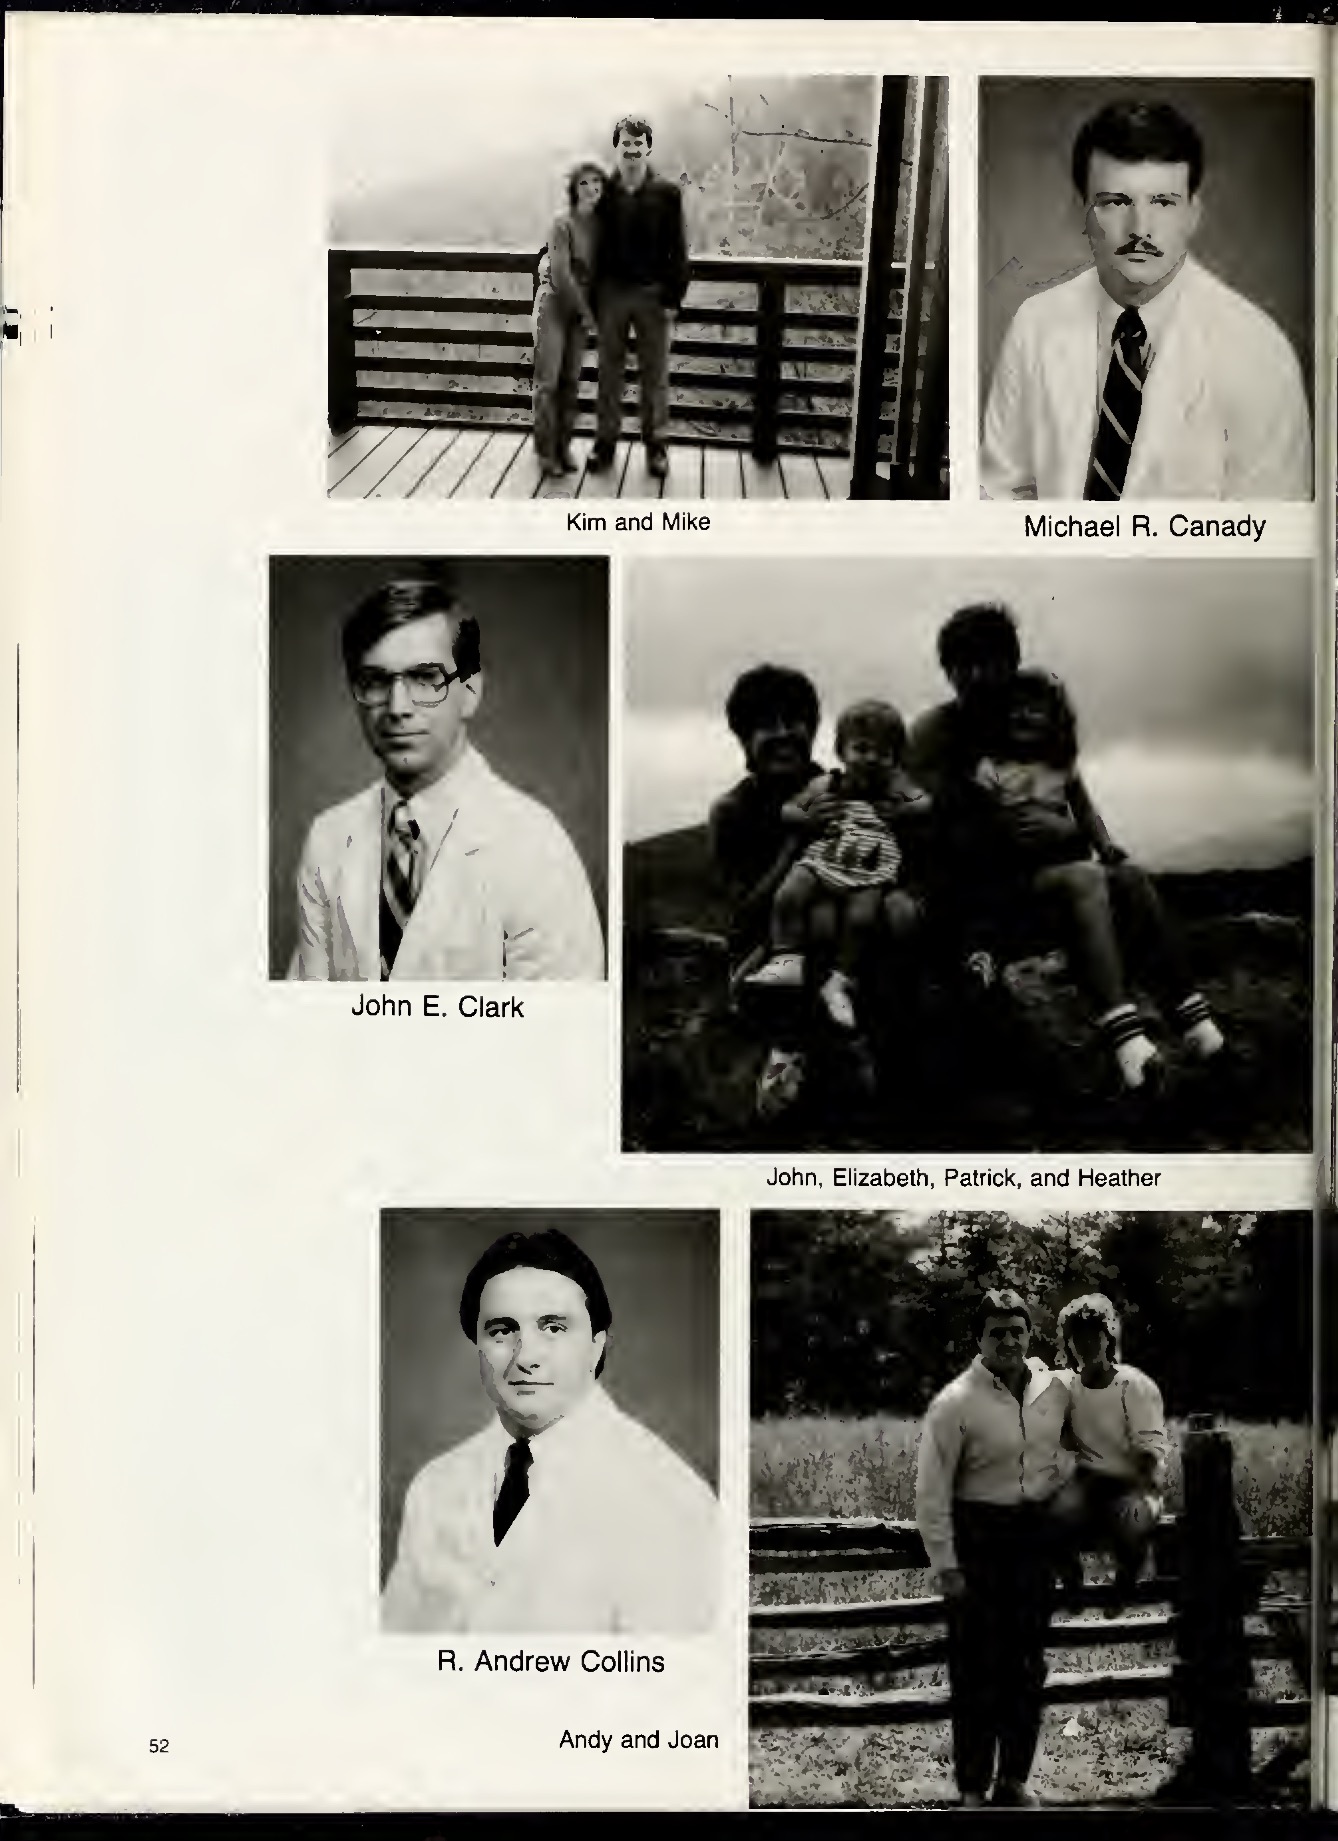 Kim and Mike
Michael R. Canady
John E. Clark
John, Elizabeth, Patrick, and Heather
R. Andrew Collins
Andy and Joan
52